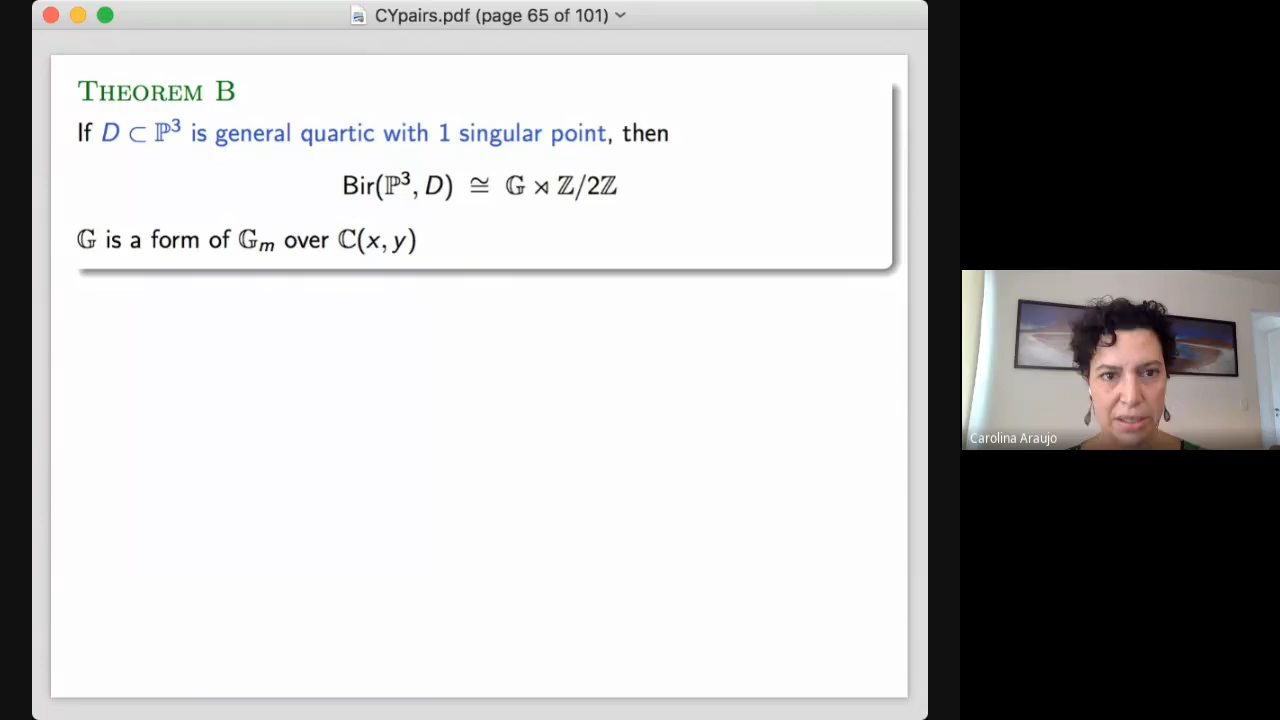 CYpairs.pdf (page 65 of 101)
THEOREM B
If D ⊂ ℙ³ is general quartic with 1 singular point, then
Bir(ℙ³, D) ≅ 𝔾 ⋊ ℤ/2ℤ
𝔾 is a form of 𝔾ₘ over ℂ(x, y)
Carolina Araujo